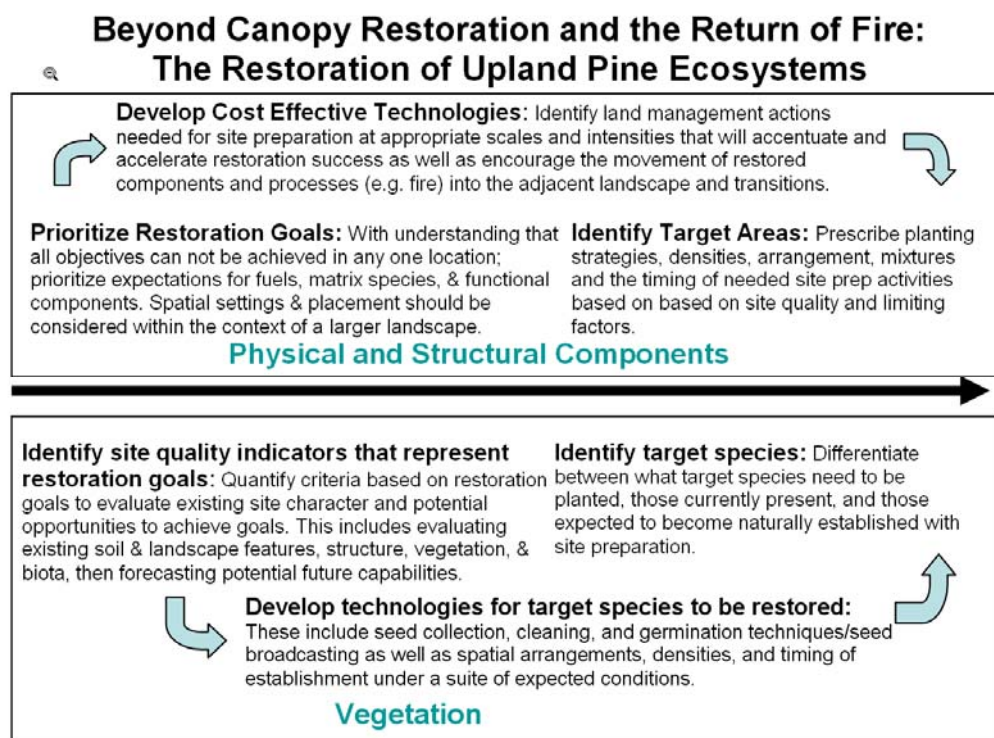 Beyond Canopy Restoration and the Return of Fire:
The Restoration of Upland Pine Ecosystems
Develop Cost Effective Technologies: Identify land management actions
needed for site preparation at appropriate scales and intensities that will accentuate and
accelerate restoration success as well as encourage the movement of restored
components and processes (e.g. fire) into the adjacent landscape and transitions.
Prioritize Restoration Goals: With understanding that
all objectives can not be achieved in any one location;
prioritize expectations for fuels, matrix species, & functional
components. Spatial settings & placement should be
considered within the context of a larger landscape.
Identify Target Areas: Prescribe planting
strategies, densities, arrangement, mixtures
and the timing of needed site prep activities
based on based on site quality and limiting
factors.
Physical and Structural Components
Identify site quality indicators that represent
restoration goals: Quantify criteria based on restoration
goals to evaluate existing site character and potential
opportunities to achieve goals. This includes evaluating
existing soil & landscape features, structure, vegetation, &
biota, then forecasting potential future capabilities.
Identify target species: Differentiate
between what target species need to be
planted, those currently present, and those
expected to become naturally established with
site preparation.
Develop technologies for target species to be restored:
These include seed collection, cleaning, and germination techniques/seed
broadcasting as well as spatial arrangements, densities, and timing of
establishment under a suite of expected conditions.
Vegetation